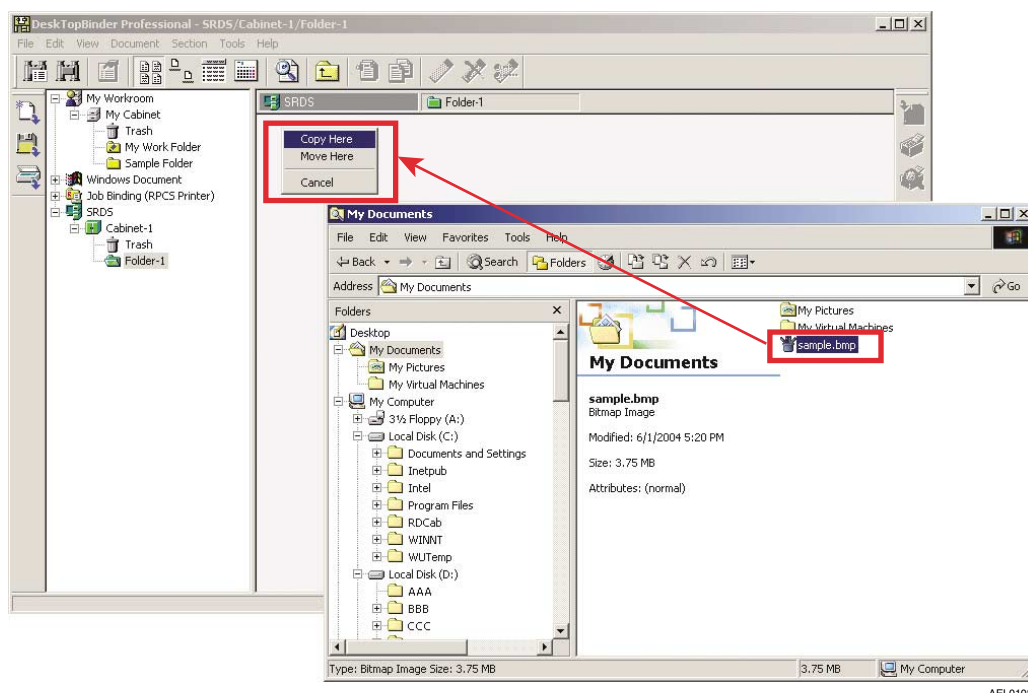 DeskTopBinder Professional - SRDS/Cabinet-1/Folder-1
File Edit View Document Section Tools Help
My Workroom
My Cabinet
Trash
My Work Folder
Sample Folder
Windows Document
Job Binding (RPCS Printer)
SRDS
Cabinet-1
Trash
Folder-1
SRDS
Folder-1
Copy Here
Move Here
Cancel
My Documents
File Edit View Favorites Tools Help
Back Search Folders
Address My Documents Go
Folders
Desktop
My Documents
My Pictures
My Virtual Machines
My Computer
3½ Floppy (A:)
Local Disk (C:)
Documents and Settings
Inetpub
Intel
Program Files
RDCab
WINNT
WUTemp
Local Disk (D:)
AAA
BBB
CCC
My Documents
sample.bmp
Bitmap Image
Modified: 6/1/2004 5:20 PM
Size: 3.75 MB
Attributes: (normal)
My Pictures
My Virtual Machines
sample.bmp
Type: Bitmap Image Size: 3.75 MB 3.75 MB My Computer